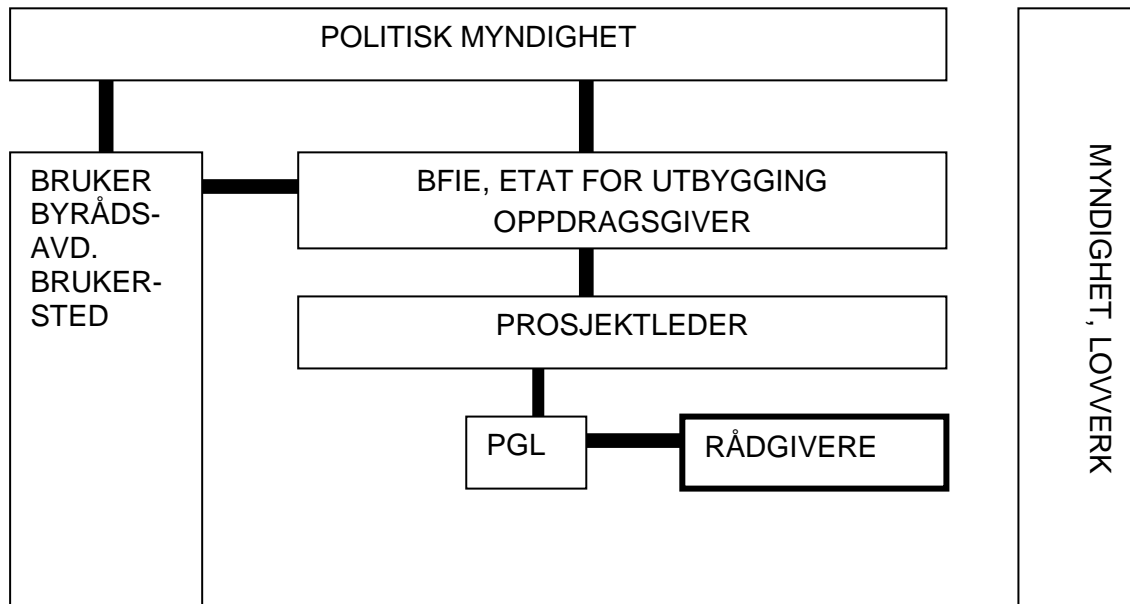 POLITISK MYNDIGHET
BRUKER
BYRÅDS-
AVD.
BRUKER-
STED
BFIE, ETAT FOR UTBYGGING
OPPDRAGSGIVER
PROSJEKTLEDER
PGL
RÅDGIVERE
MYNDIGHET, LOVVERK